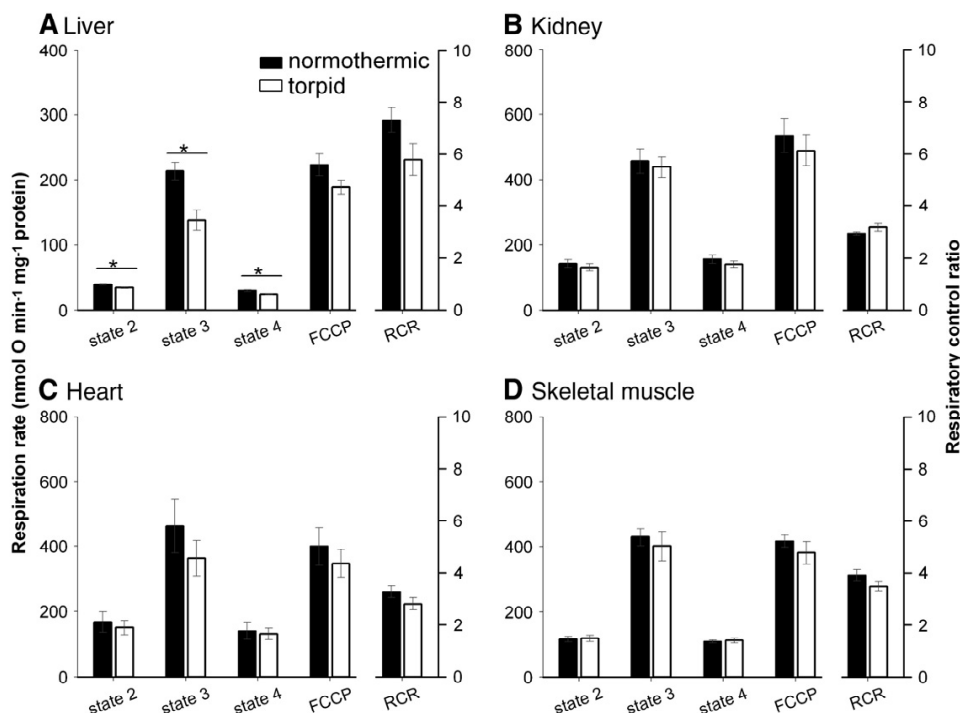 A Liver
400
300
200
100
0
10
8
6
4
2
0
normothermic
torpid
*
*
*
state 2
state 3
state 4
FCCP
RCR
B Kidney
800
600
400
200
0
10
8
6
4
2
0
state 2
state 3
state 4
FCCP
RCR
C Heart
800
600
400
200
0
10
8
6
4
2
0
state 2
state 3
state 4
FCCP
RCR
D Skeletal muscle
800
600
400
200
0
10
8
6
4
2
0
state 2
state 3
state 4
FCCP
RCR
Respiration rate (nmol O min-1 mg-1 protein)
Respiratory control ratio